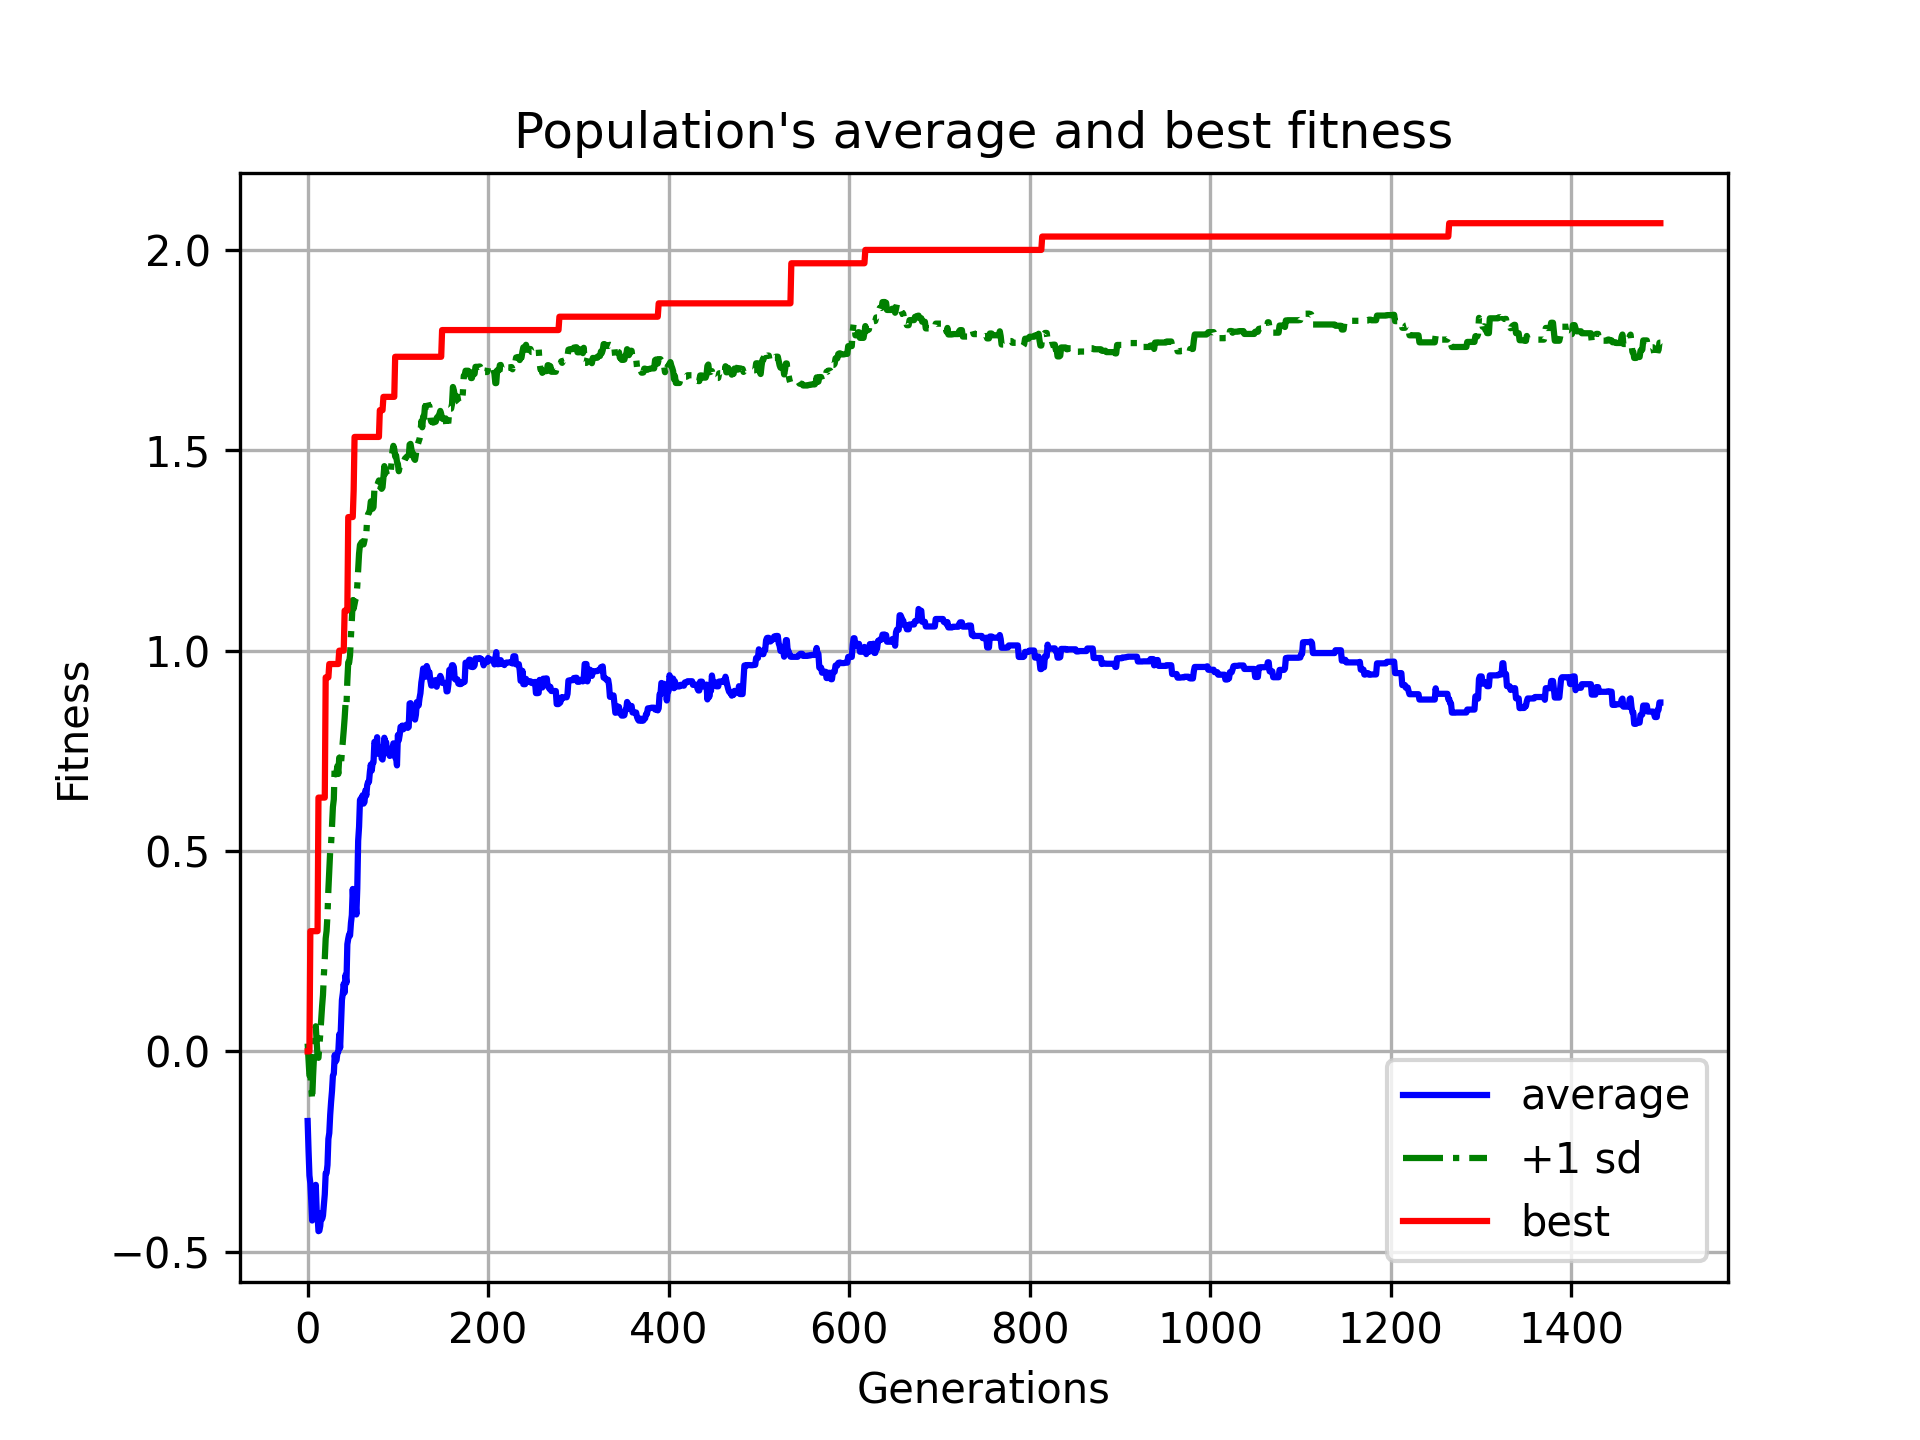 Population's average and best fitness
Fitness
2.0
1.5
1.0
0.5
0.0
−0.5
0 200 400 600 800 1000 1200 1400
Generations
average
+1 sd
best